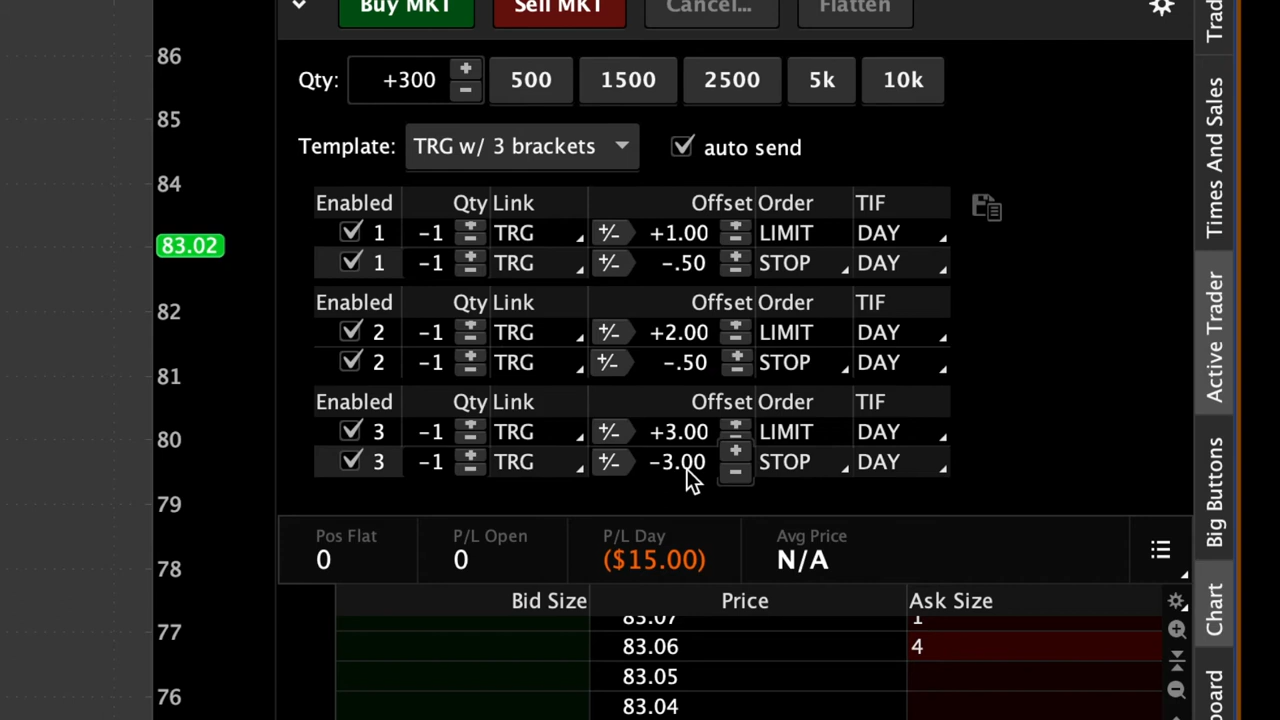 Buy MKT Sell MKT Cancel... Flatten
Qty: +300 500 1500 2500 5k 10k
Template: TRG w/ 3 brackets auto send
Enabled Qty Link Offset Order TIF
1 -1 TRG +/- +1.00 LIMIT DAY
1 -1 TRG +/- -.50 STOP DAY
Enabled Qty Link Offset Order TIF
2 -1 TRG +/- +2.00 LIMIT DAY
2 -1 TRG +/- -.50 STOP DAY
Enabled Qty Link Offset Order TIF
3 -1 TRG +/- +3.00 LIMIT DAY
3 -1 TRG +/- -3.00 STOP DAY
Pos Flat P/L Open P/L Day Avg Price
0 0 ($15.00) N/A
Bid Size Price Ask Size
83.07 1
83.06 4
83.05
83.04
86
85
84
83.02
82
81
80
79
78
77
76
Trad
Times And Sales
Active Trader
Big Buttons
Chart
board